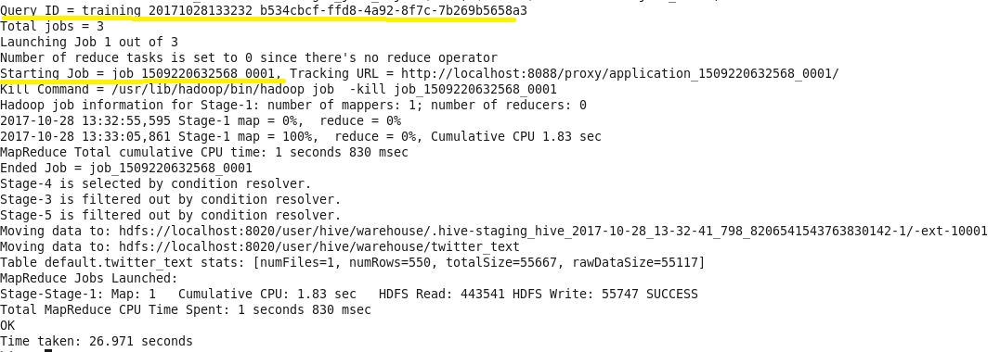 Query ID = training_20171028133232_b534cbcf-ffd8-4a92-8f7c-7b269b5658a3
Total jobs = 3
Launching Job 1 out of 3
Number of reduce tasks is set to 0 since there's no reduce operator
Starting Job = job_1509220632568_0001, Tracking URL = http://localhost:8088/proxy/application_1509220632568_0001/
Kill Command = /usr/lib/hadoop/bin/hadoop job  -kill job_1509220632568_0001
Hadoop job information for Stage-1: number of mappers: 1; number of reducers: 0
2017-10-28 13:32:55,595 Stage-1 map = 0%,  reduce = 0%
2017-10-28 13:33:05,861 Stage-1 map = 100%,  reduce = 0%, Cumulative CPU 1.83 sec
MapReduce Total cumulative CPU time: 1 seconds 830 msec
Ended Job = job_1509220632568_0001
Stage-4 is selected by condition resolver.
Stage-3 is filtered out by condition resolver.
Stage-5 is filtered out by condition resolver.
Moving data to: hdfs://localhost:8020/user/hive/warehouse/.hive-staging_hive_2017-10-28_13-32-41_798_8206541543763830142-1/-ext-10001
Moving data to: hdfs://localhost:8020/user/hive/warehouse/twitter_text
Table default.twitter_text stats: [numFiles=1, numRows=550, totalSize=55667, rawDataSize=55117]
MapReduce Jobs Launched:
Stage-Stage-1: Map: 1   Cumulative CPU: 1.83 sec   HDFS Read: 443541 HDFS Write: 55747 SUCCESS
Total MapReduce CPU Time Spent: 1 seconds 830 msec
OK
Time taken: 26.971 seconds